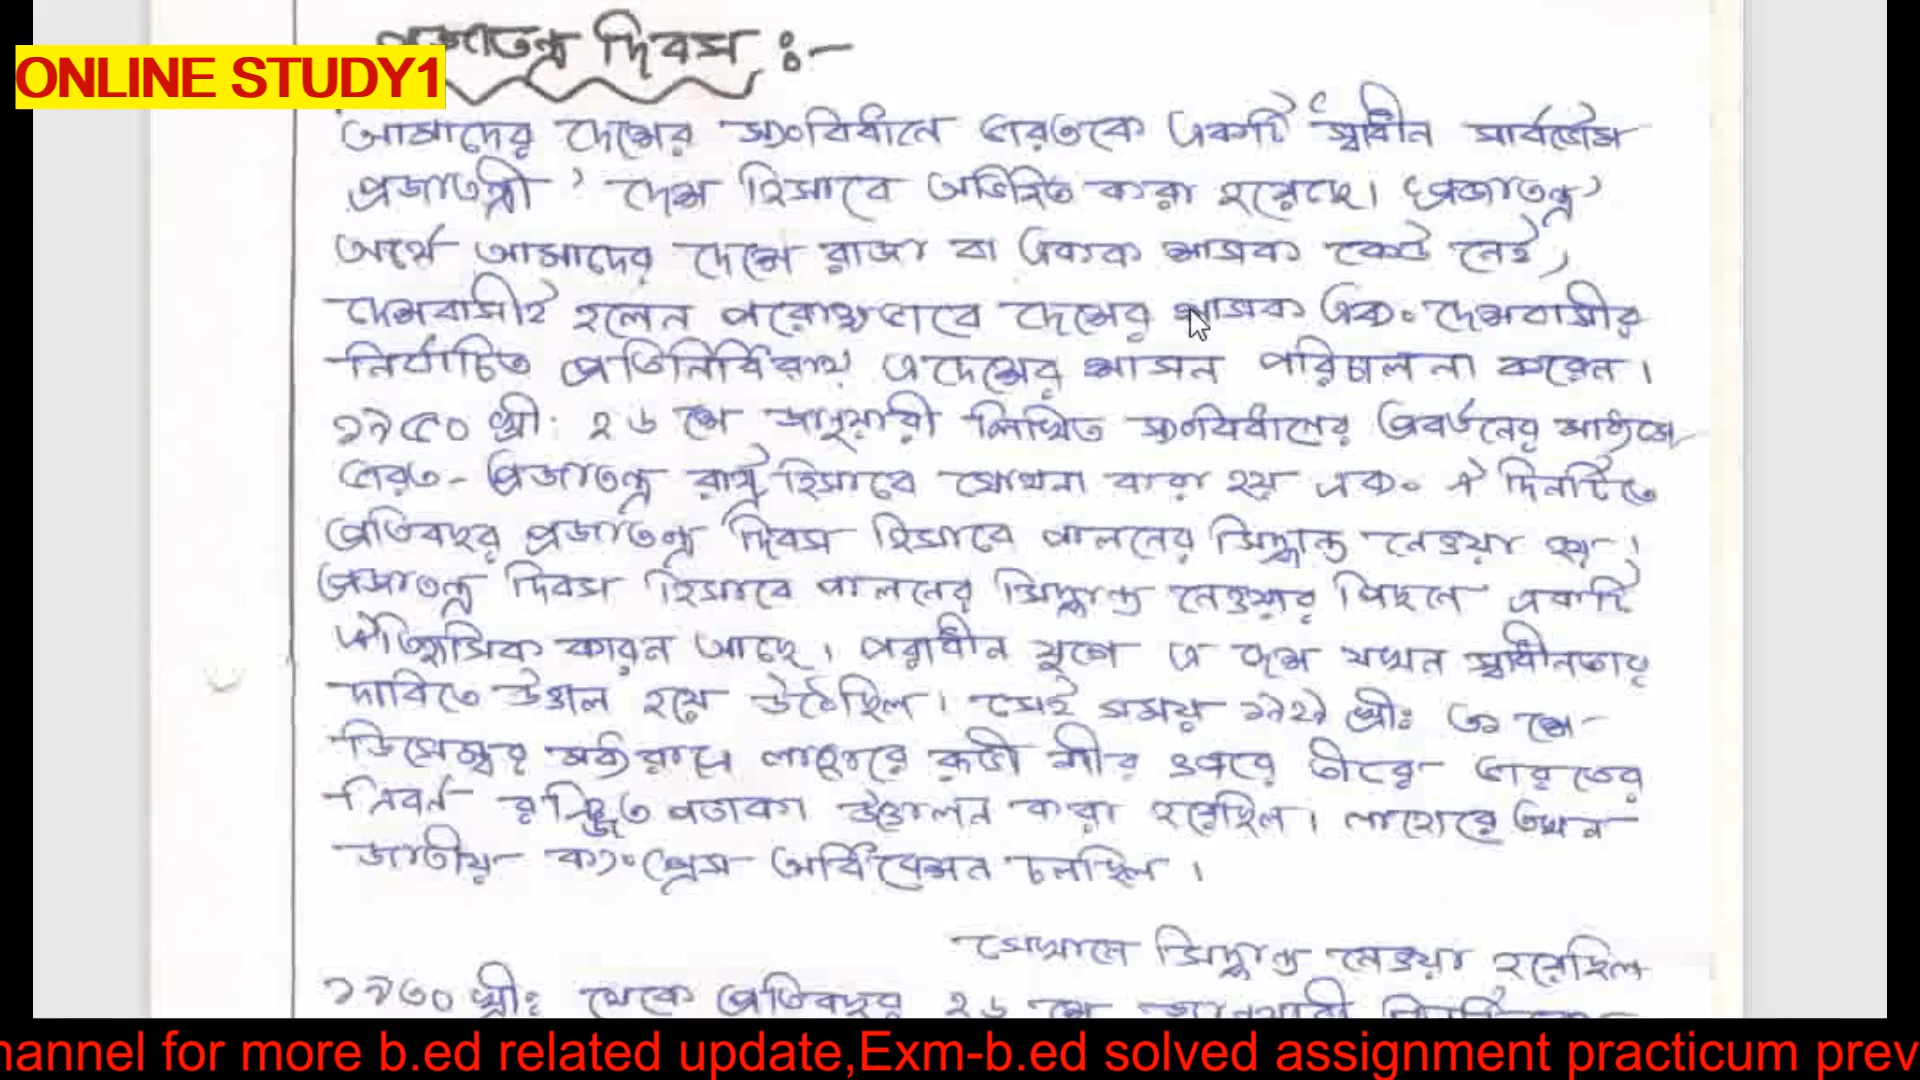 প্রজাতন্ত্র দিবস :-
ONLINE STUDY1
আমাদের দেশের সংবিধানে ভারতকে একটি 'স্বাধীন সার্বভৌম
প্রজাতন্ত্রী' দেশ হিসাবে অভিহিত করা হয়েছে। 'প্রজাতন্ত্র'
অর্থে আমাদের দেশে রাজা বা একক শাসক কেউ নেই,
দেশবাসীই হলেন পরোক্ষভাবে দেশের শাসক এবং দেশবাসীর
নির্বাচিত প্রতিনিধিরাই এদেশের শাসন পরিচালনা করেন।
১৯৫০ খ্রী: ২৬ শে জানুয়ারী লিখিত সংবিধানের প্রবর্তনের মাধ্যমে
ভারত-প্রজাতন্ত্র রাষ্ট্র হিসাবে ঘোষনা করা হয় এবং ঐ দিনটিতে
প্রতিবছর প্রজাতন্ত্র দিবস হিসাবে পালনের সিদ্ধান্ত নেওয়া হয়।
প্রজাতন্ত্র দিবস হিসাবে পালনের সিদ্ধান্ত নেওয়ার পিছনে একটি
ঐতিহাসিক কারন আছে। পরাধীন যুগে এ দেশ যখন স্বাধীনতার
দাবিতে উত্তাল হয়ে উঠেছিল। সেই সময় ১৯২৯ খ্রী: ৩১ শে
ডিসেম্বর মধ্যরাত্রে লাহোরে তীরে ভারতের
ত্রিবর্ন রঞ্জিত পতাকা উত্তোলন করা হয়েছিল। লাহোরে তখন
জাতীয় কংগ্রেস অধিবেশন চলছিল।
সেখানে সিদ্ধান্ত নেওয়া হয়েছিল
১৯৩০ খ্রী: থেকে প্রতিবছর ২৬ শে জানুয়ারী
hannel for more b.ed related update,Exm-b.ed solved assignment practicum prev